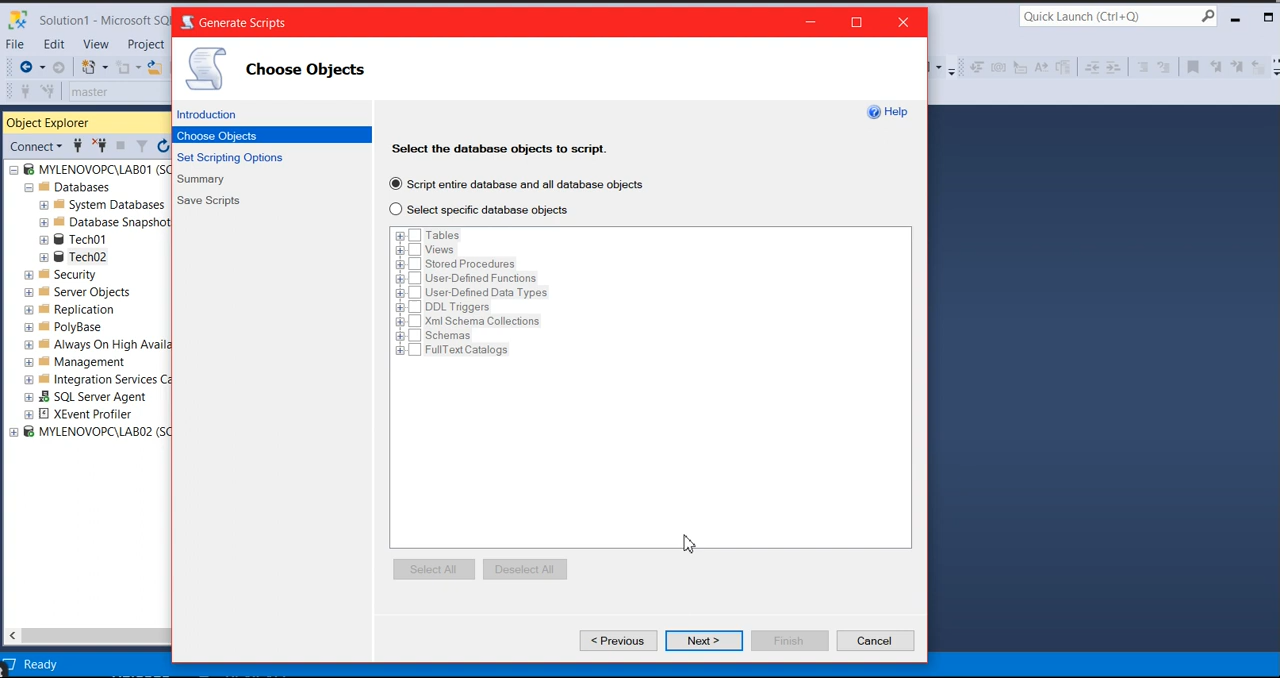 Solution1 - Microsoft SQL
Quick Launch (Ctrl+Q)
File Edit View Project
master
Object Explorer
Connect
MYLENOVOPC\LAB01 (SC
Databases
System Databases
Database Snapshot
Tech01
Tech02
Security
Server Objects
Replication
PolyBase
Always On High Availa
Management
Integration Services Ca
SQL Server Agent
XEvent Profiler
MYLENOVOPC\LAB02 (SC
Ready
Generate Scripts
Choose Objects
Introduction
Choose Objects
Set Scripting Options
Summary
Save Scripts
Help
Select the database objects to script.
Script entire database and all database objects
Select specific database objects
Tables
Views
Stored Procedures
User-Defined Functions
User-Defined Data Types
DDL Triggers
Xml Schema Collections
Schemas
FullText Catalogs
Select All Deselect All
< Previous Next > Finish Cancel